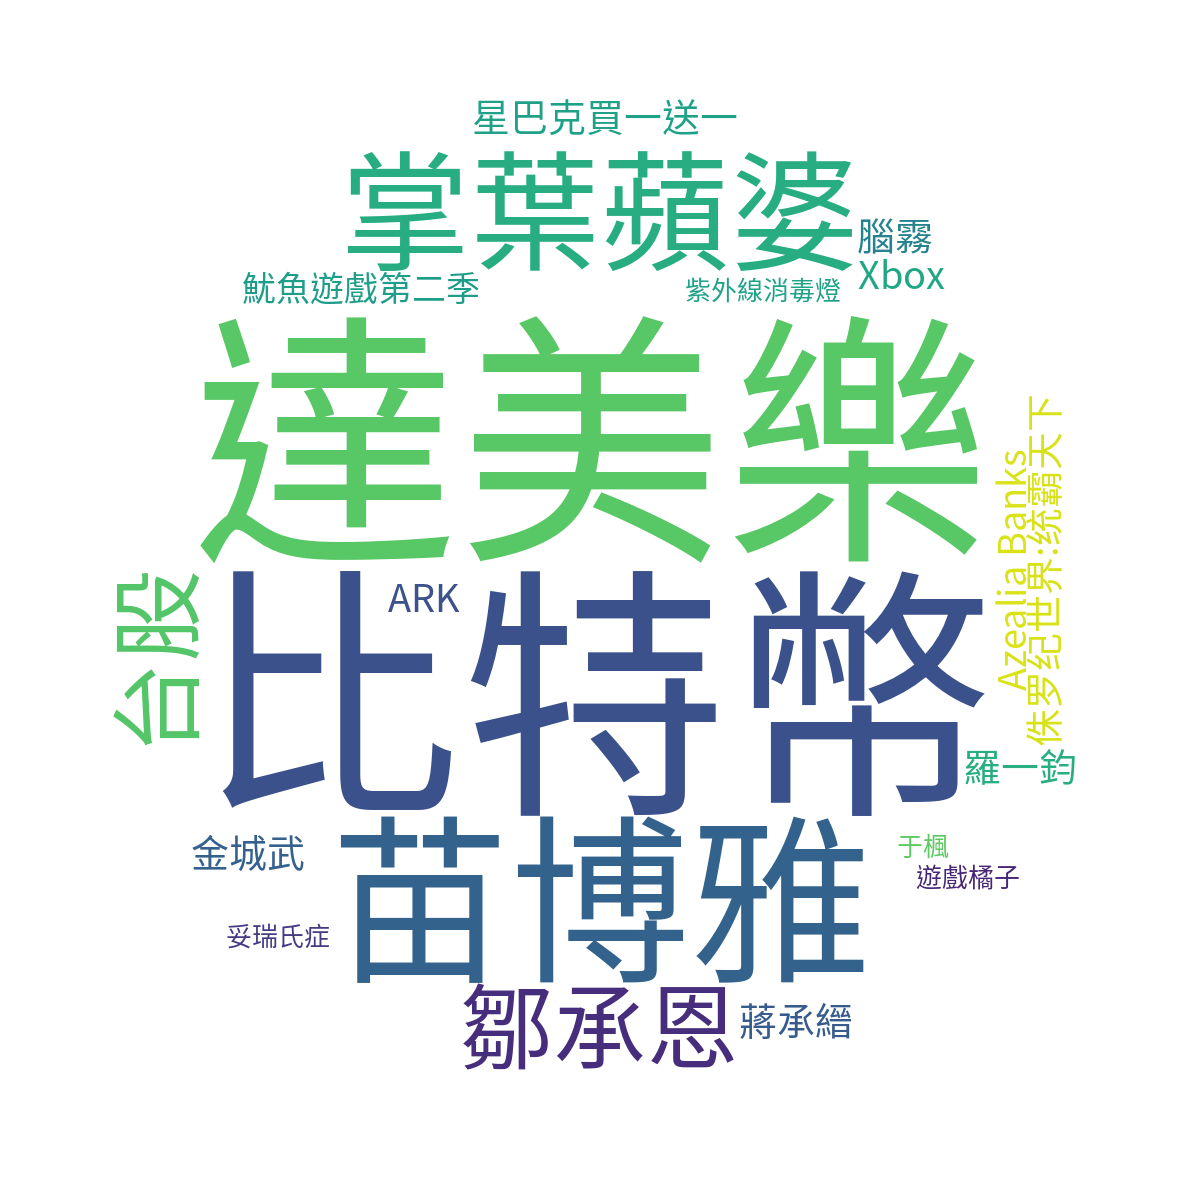 星巴克買一送一
掌葉蘋婆
腦霧
Xbox
魷魚遊戲第二季
紫外線消毒燈
達美樂
Azealia Banks
侏罗纪世界:统霸天下
台股
ARK
比特幣
羅一鈞
金城武
苗博雅
于楓
遊戲橘子
妥瑞氏症
鄒承恩
蔣承縉